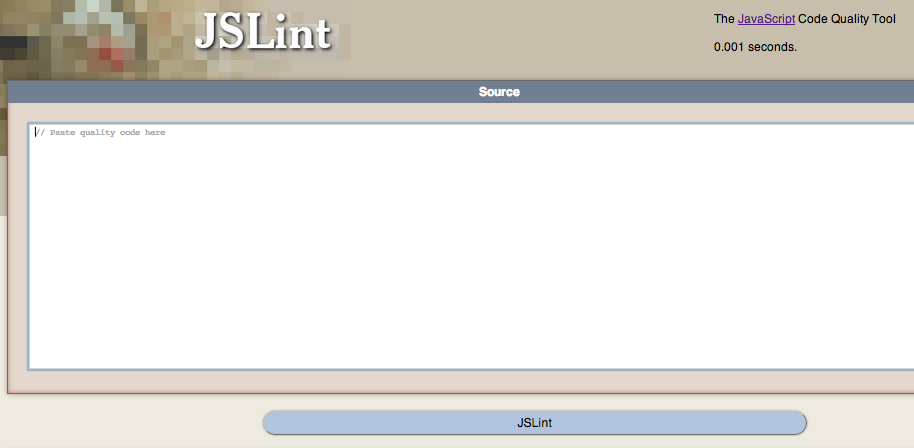 JSLint
The JavaScript Code Quality Tool
0.001 seconds.
Source
// Paste quality code here
JSLint